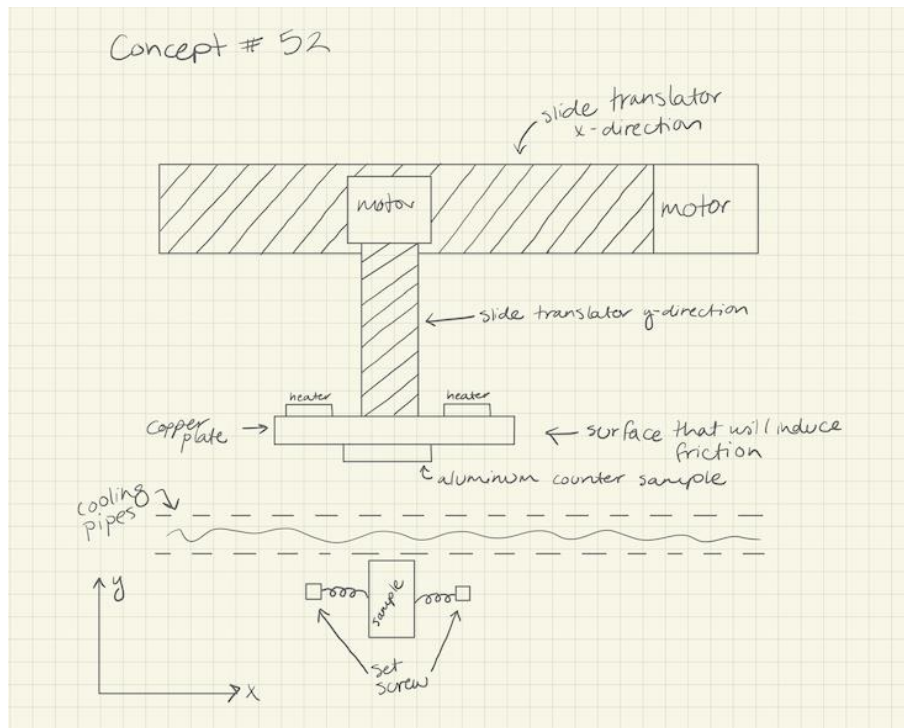 Concept # 52
slide translator
x-direction
motor
motor
slide translator y-direction
heater
heater
copper
plate
surface that will induce
friction
aluminum counter sample
cooling
pipes
y
sample
set
screw
x